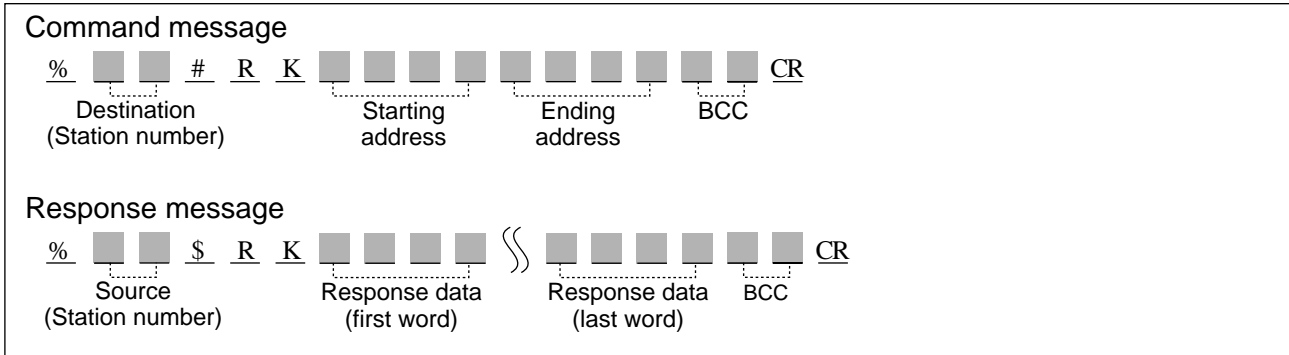 Command message
% # R K CR
Destination Starting Ending BCC
(Station number) address address
Response message
% $ R K CR
Source Response data Response data BCC
(Station number) (first word) (last word)